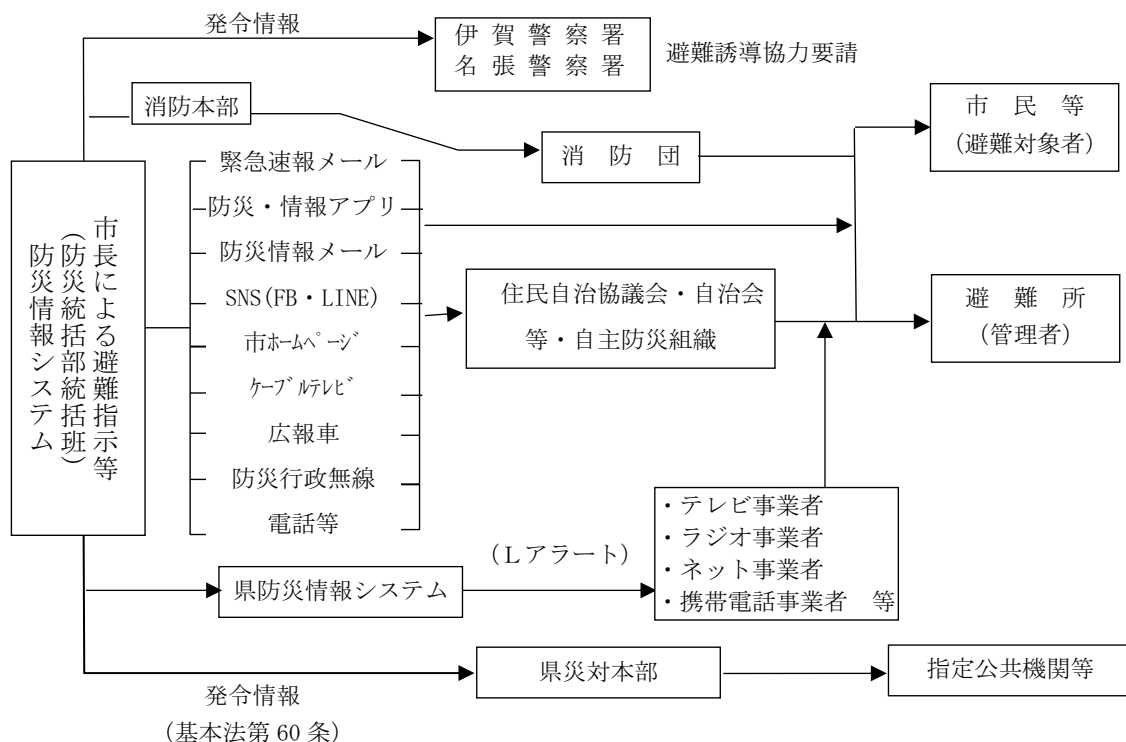 発令情報
伊賀警察署
名張警察署
避難誘導協力要請
消防本部
消防団
市民等
(避難対象者)
市長による避難指示等
(防災統括部統括班)
防災情報システム
緊急速報メール
防災・情報アプリ
防災情報メール
SNS(FB・LINE)
市ホームページ
ケーブルテレビ
広報車
防災行政無線
電話等
住民自治協議会・自治会
等・自主防災組織
避難所
(管理者)
県防災情報システム
(Lアラート)
・テレビ事業者
・ラジオ事業者
・ネット事業者
・携帯電話事業者 等
県災対本部
指定公共機関等
発令情報
(基本法第 60 条)